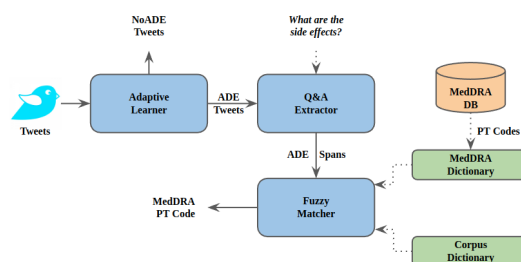 NoADE
Tweets
What are the
side effects?
Adaptive
Learner
ADE
Tweets
Q&A
Extractor
MedDRA
DB
Tweets
PT Codes
ADE Spans
MedDRA
Dictionary
MedDRA
PT Code
Fuzzy
Matcher
Corpus
Dictionary